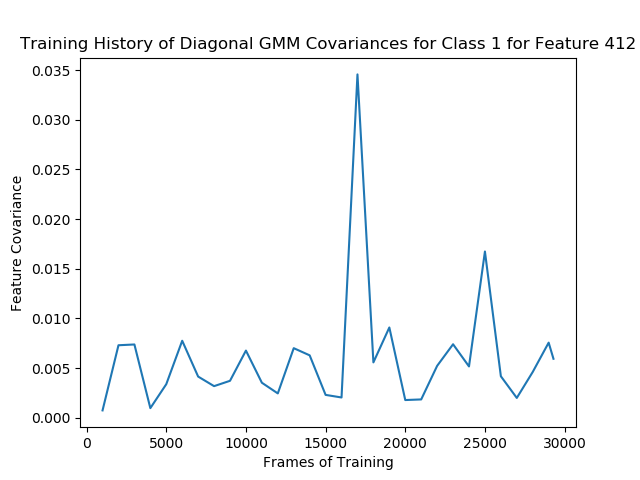 Training History of Diagonal GMM Covariances for Class 1 for Feature 412
0.035
0.030
0.025
0.020
0.015
0.010
0.005
0.000
Feature Covariance
0 5000 10000 15000 20000 25000 30000
Frames of Training